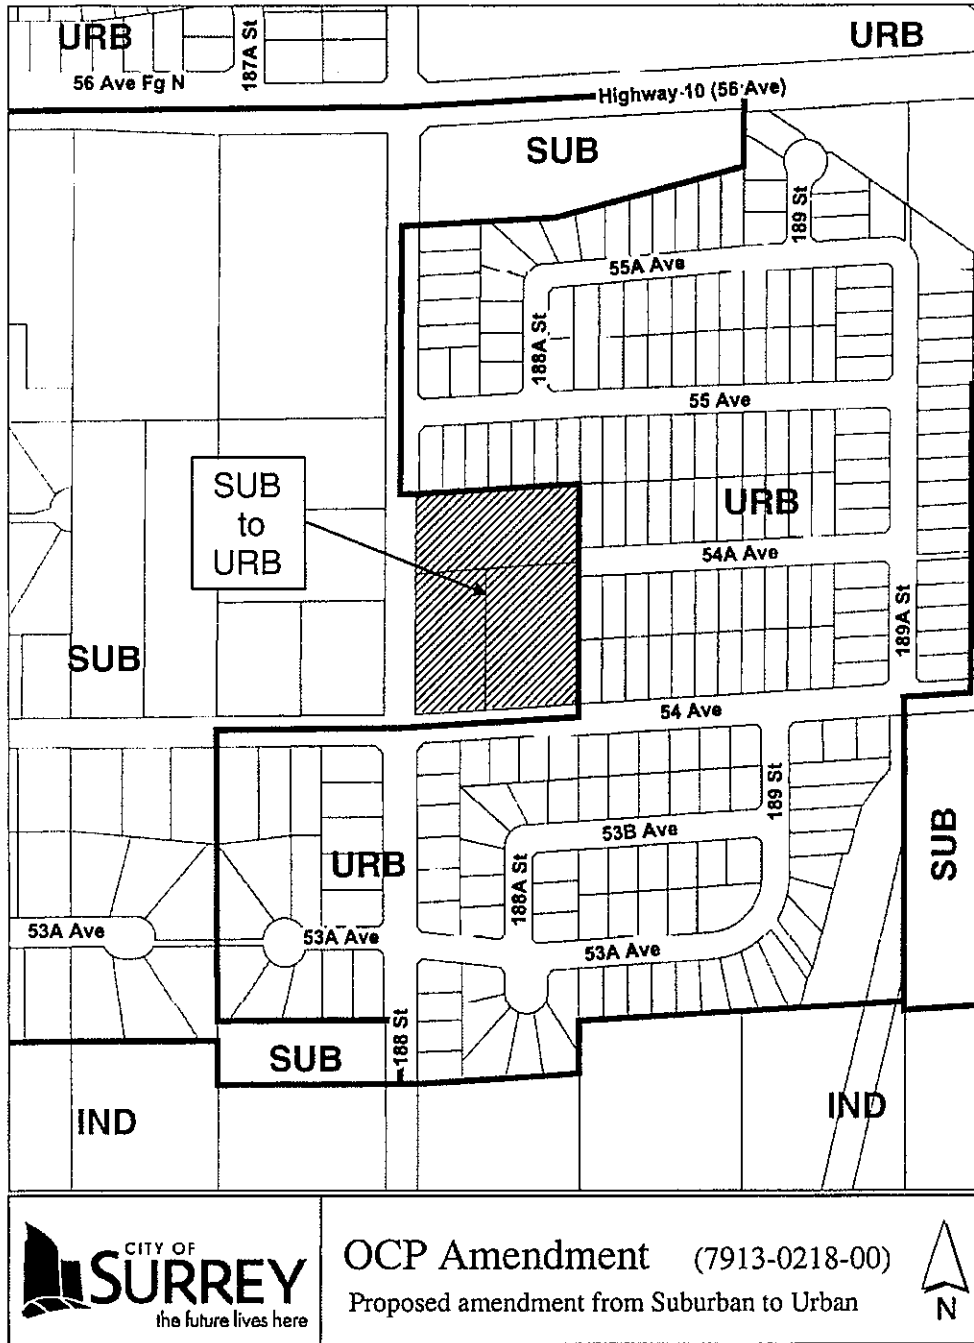 URB
187A St
URB
56 Ave Fg N
Highway-10 (56 Ave)
SUB
189 St
55A Ave
188A St
55 Ave
SUB
to
URB
URB
54A Ave
189A St
SUB
54 Ave
189 St
53B Ave
SUB
URB
188A St
53A Ave
53A Ave
53A Ave
188 St
SUB
IND
IND
CITY OF
SURREY
the future lives here
OCP Amendment (7913-0218-00)
Proposed amendment from Suburban to Urban
N